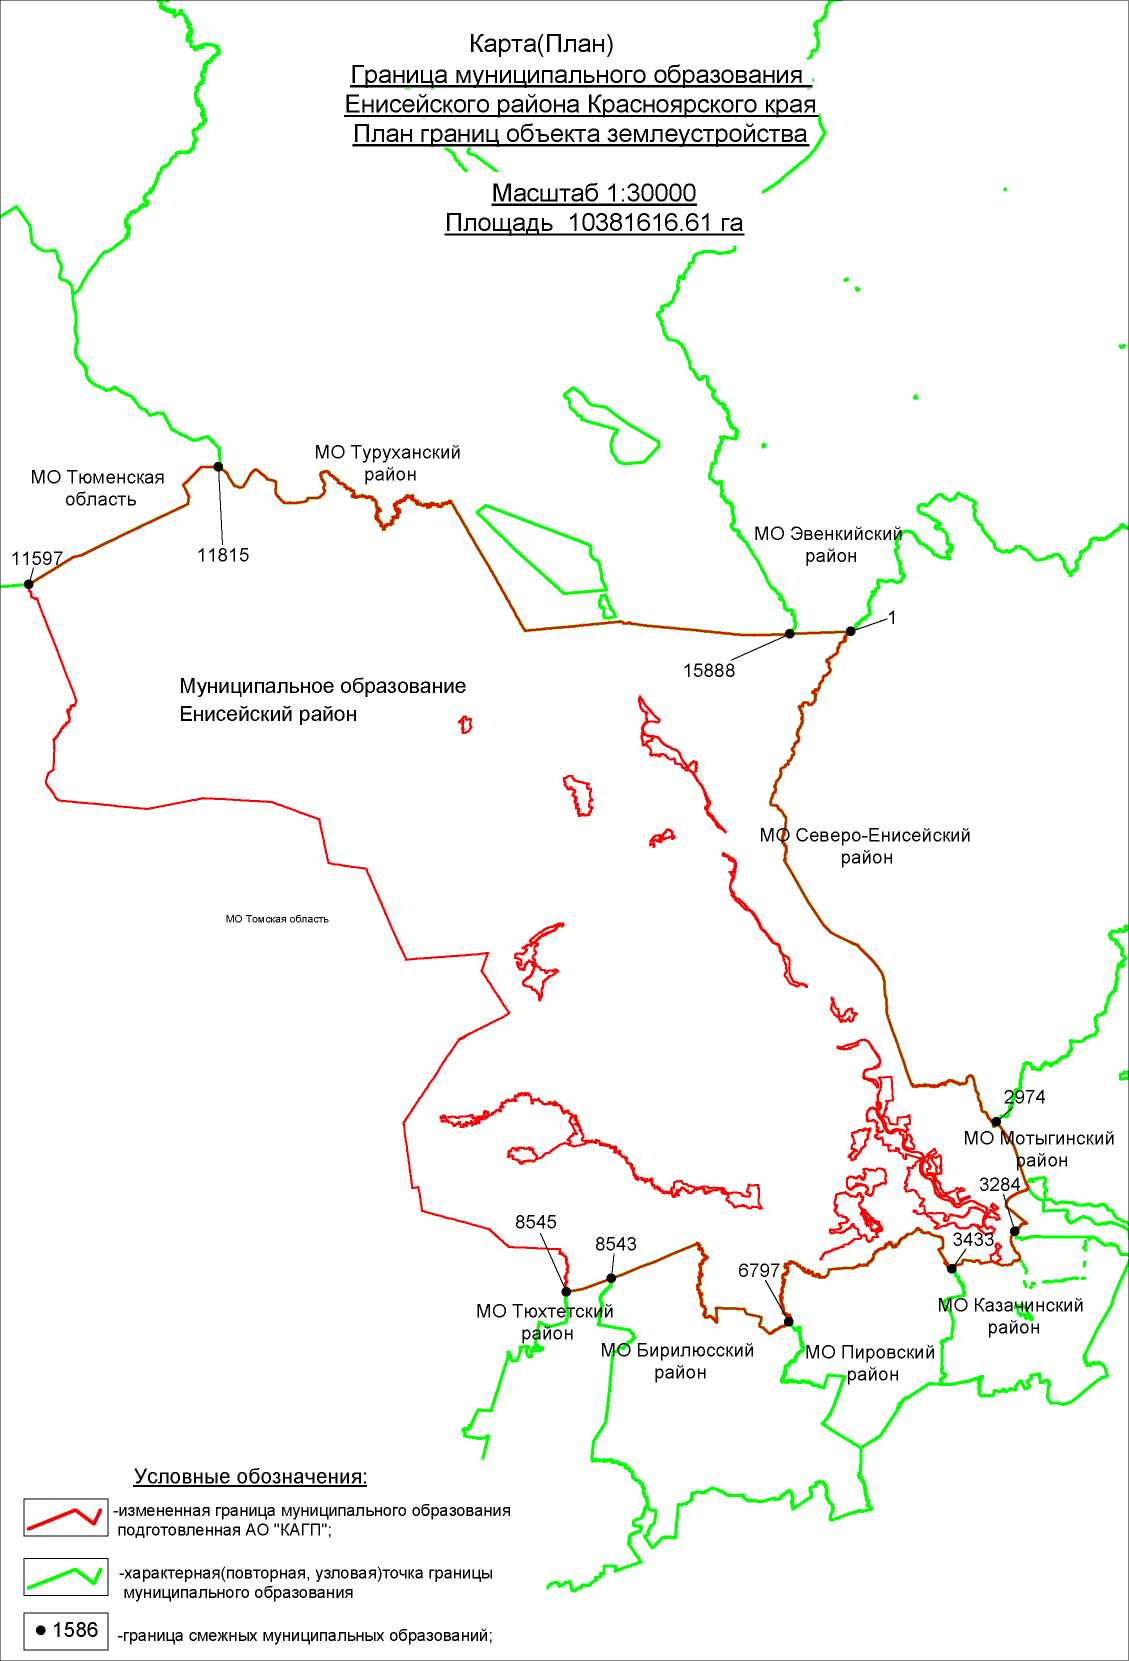 Карта(План)
Граница муниципального образования
Енисейского района Красноярского края
План границ объекта землеустройства
Масштаб 1:30000
Площадь 10381616.61 га
МО Туруханский
район
МО Тюменская
область
11597
11815
МО Эвенкийский
район
1
15888
Муниципальное образование
Енисейский район
МО Северо-Енисейский
район
МО Томская область
2974
МО Мотыгинский
район
3284
8545
8543
3433
6797
МО Тюхтетский
район
МО Казачинский
район
МО Бирилюсский
район
МО Пировский
район
Условные обозначения:
-измененная граница муниципального образования
подготовленная АО "КАГП";
-характерная(повторная, узловая)точка границы
муниципального образования
1586
-граница смежных муниципальных образований;